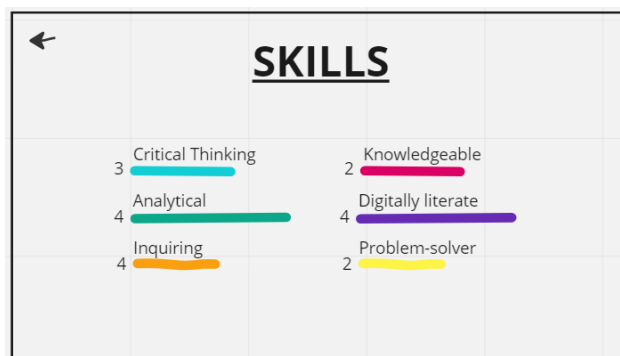 SKILLS
Critical Thinking
3
Knowledgeable
2
Analytical
4
Digitally literate
4
Inquiring
4
Problem-solver
2